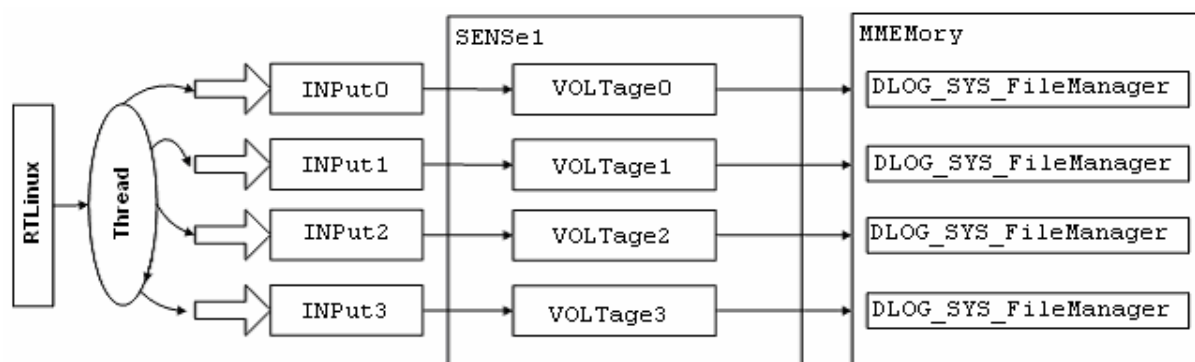 SENSe1
MMEMory
RTLinux
Thread
INPut0
VOLTage0
DLOG_SYS_FileManager
INPut1
VOLTage1
DLOG_SYS_FileManager
INPut2
VOLTage2
DLOG_SYS_FileManager
INPut3
VOLTage3
DLOG_SYS_FileManager